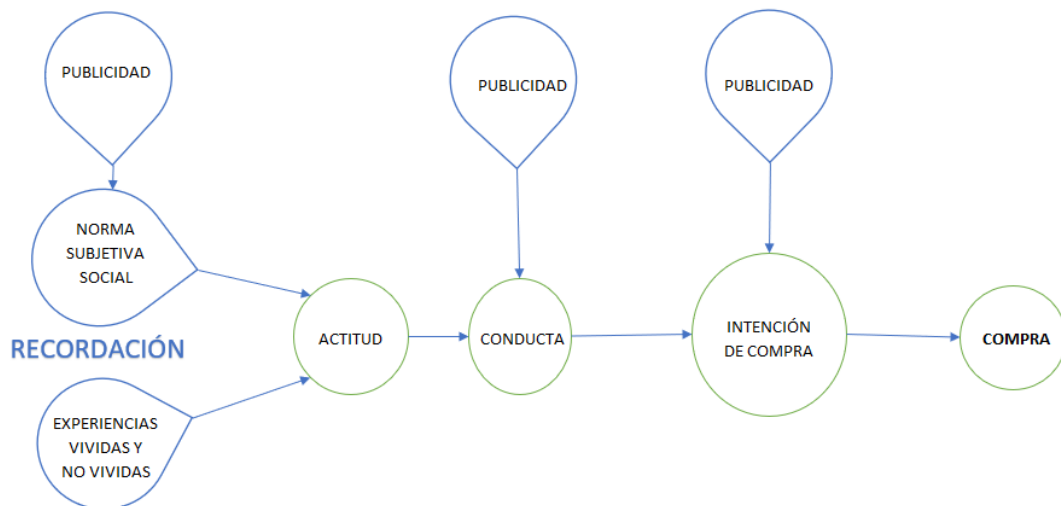 PUBLICIDAD
PUBLICIDAD
PUBLICIDAD
NORMA
SUBJETIVA
SOCIAL
RECORDACIÓN
ACTITUD
CONDUCTA
INTENCIÓN
DE COMPRA
COMPRA
EXPERIENCIAS
VIVIDAS Y
NO VIVIDAS